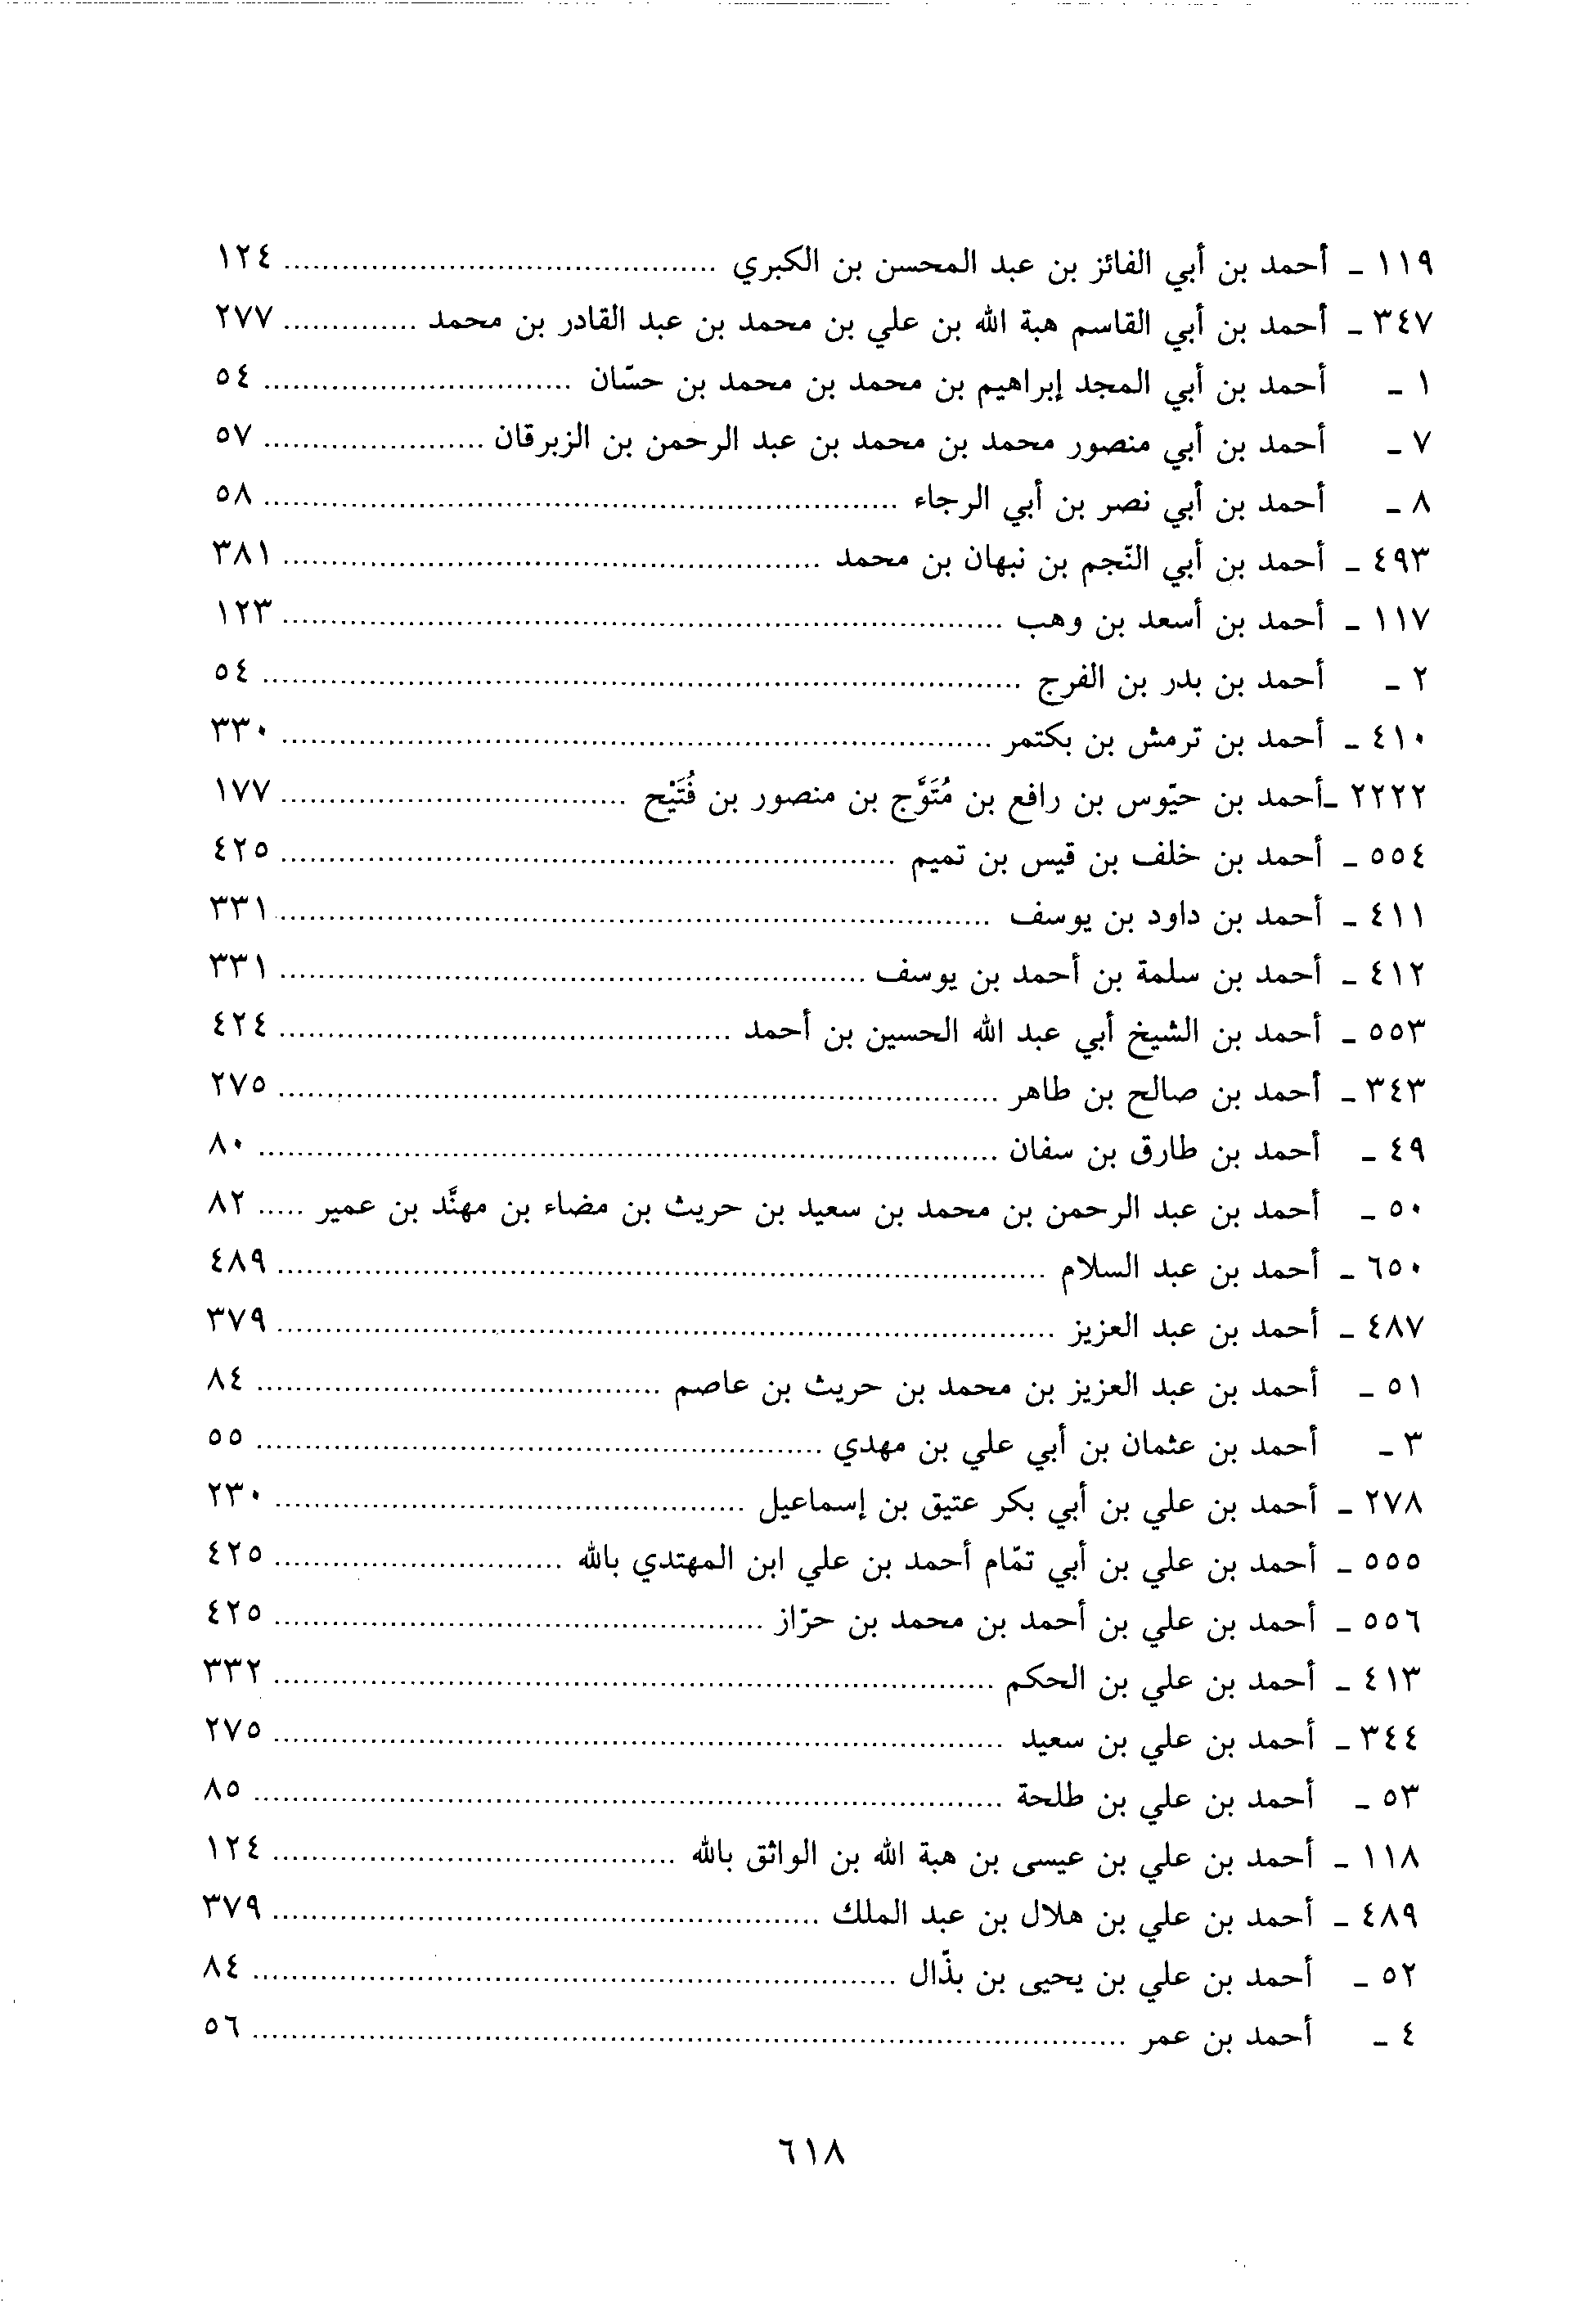 ١١٩ ـ أحمد بن أبي الفائز بن عبد المحسن بن الكبري ........ ١٢٤
٣٤٧ ـ أحمد بن أبي القاسم هبة الله بن علي بن محمد بن عبد القادر بن محمد ........ ٢٧٧
١ ـ أحمد بن أبي المجد إبراهيم بن محمد بن محمد بن حسّان ........ ٥٤
٧ ـ أحمد بن أبي منصور محمد بن محمد بن عبد الرحمن بن الزبرقان ........ ٥٧
٨ ـ أحمد بن أبي نصر بن أبي الرجاء ........ ٥٨
٤٩٣ ـ أحمد بن أبي النّجم بن نبهان بن محمد ........ ٣٨١
١١٧ ـ أحمد بن أسعد بن وهب ........ ١٢٣
٢ ـ أحمد بن بدر بن الفرج ........ ٥٤
٤١٠ ـ أحمد بن ترمش بن بكتمر ........ ٣٣٠
٢٢٢٢ ـأحمد بن حيّوس بن رافع بن مُتَوَّج بن منصور بن فُتَيْح ........ ١٧٧
٥٥٤ ـ أحمد بن خلف بن قيس بن تميم ........ ٤٢٥
٤١١ ـ أحمد بن داود بن يوسف ........ ٣٣١
٤١٢ ـ أحمد بن سلمة بن أحمد بن يوسف ........ ٣٣١
٥٥٣ ـ أحمد بن الشيخ أبي عبد الله الحسين بن أحمد ........ ٤٢٤
٣٤٣ ـ أحمد بن صالح بن طاهر ........ ٢٧٥
٤٩ ـ أحمد بن طارق بن سفان ........ ٨٠
٥٠ ـ أحمد بن عبد الرحمن بن محمد بن سعيد بن حريث بن مضاء بن مهنَّد بن عمير ..... ٨٢
٦٥٠ ـ أحمد بن عبد السلام ........ ٤٨٩
٤٨٧ ـ أحمد بن عبد العزيز ........ ٣٧٩
٥١ ـ أحمد بن عبد العزيز بن محمد بن حريث بن عاصم ........ ٨٤
٣ ـ أحمد بن عثمان بن أبي علي بن مهدي ........ ٥٥
٢٧٨ ـ أحمد بن علي بن أبي بكر عتيق بن إسماعيل ........ ٢٣٠
٥٥٥ ـ أحمد بن علي بن أبي تمّام أحمد بن علي ابن المهتدي بالله ........ ٤٢٥
٥٥٦ ـ أحمد بن علي بن أحمد بن محمد بن حرّاز ........ ٤٢٥
٤١٣ ـ أحمد بن علي بن الحكم ........ ٣٣٢
٣٤٤ ـ أحمد بن علي بن سعيد ........ ٢٧٥
٥٣ ـ أحمد بن علي بن طلحة ........ ٨٥
١١٨ ـ أحمد بن علي بن عيسى بن هبة الله بن الواثق بالله ........ ١٢٤
٤٨٩ ـ أحمد بن علي بن هلال بن عبد الملك ........ ٣٧٩
٥٢ ـ أحمد بن علي بن يحيى بن بذّال ........ ٨٤
٤ ـ أحمد بن عمر ........ ٥٦
٦١٨